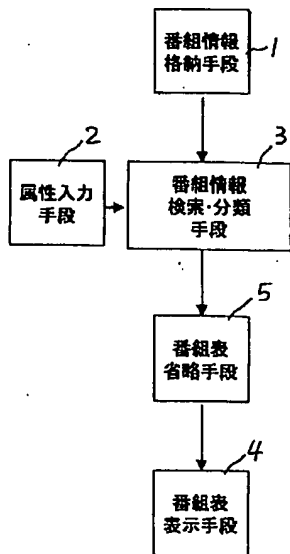 番組情報
格納手段
1
2
属性入力
手段
3
番組情報
検索・分類
手段
5
番組表
省略手段
4
番組表
表示手段